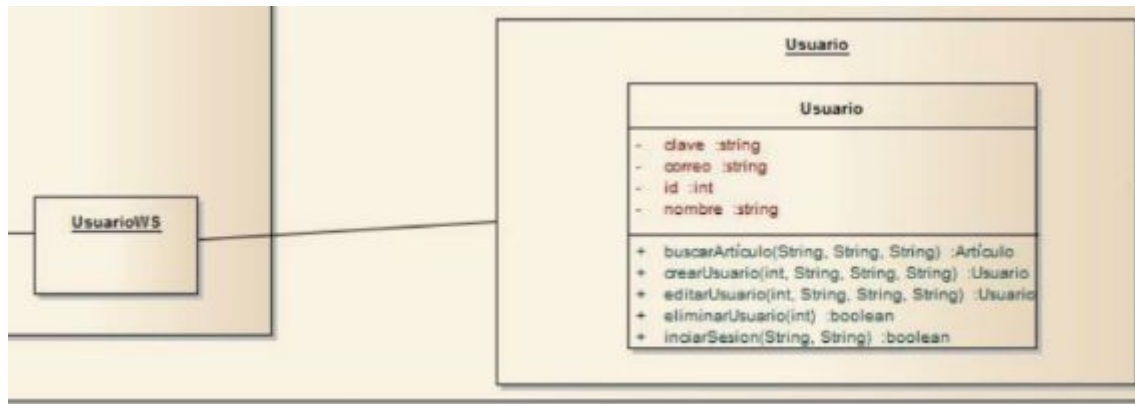 UsuarioWS
Usuario
Usuario
- clave :string
- correo :string
- id :int
- nombre :string
+ buscarArtículo(String, String, String) :Artículo
+ crearUsuario(int, String, String, String) :Usuario
+ editarUsuario(int, String, String, String) :Usuario
+ eliminarUsuario(int) :boolean
+ inciarSesion(String, String) :boolean